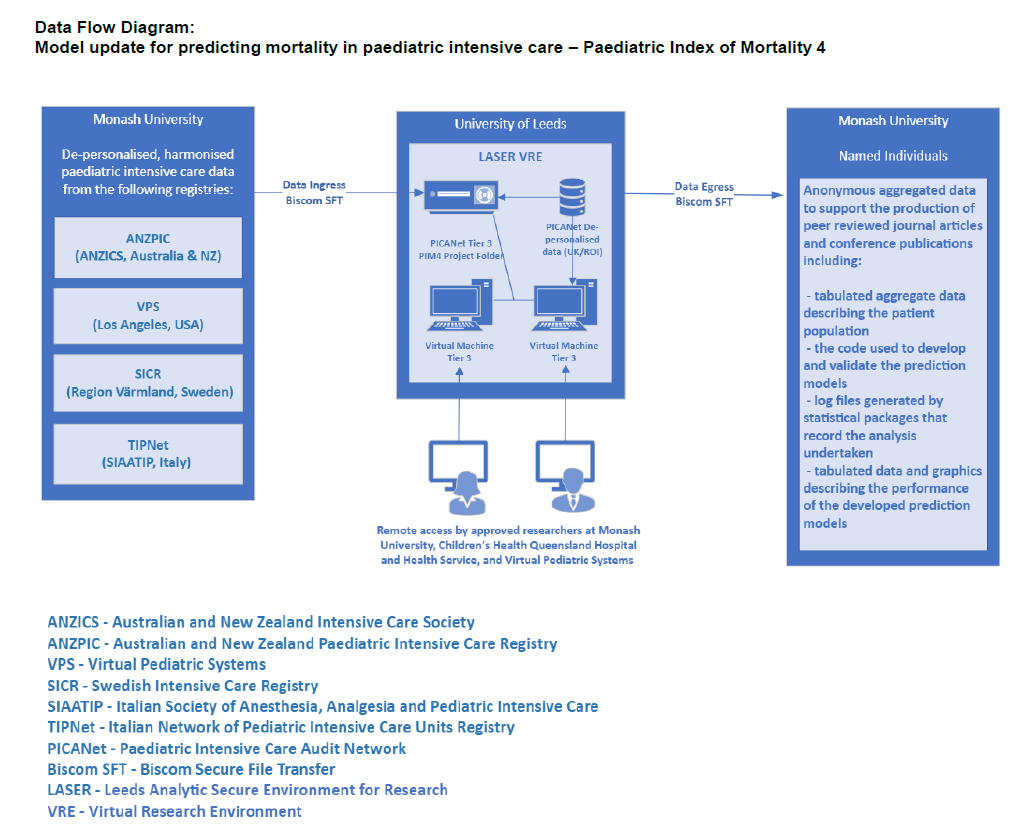 Data Flow Diagram:
Model update for predicting mortality in paediatric intensive care – Paediatric Index of Mortality 4
Monash University
De-personalised, harmonised
paediatric intensive care data
from the following registries:
ANZPIC
(ANZICS, Australia & NZ)
VPS
(Los Angeles, USA)
SICR
(Region Värmland, Sweden)
TIPNet
(SIAATIP, Italy)
Data Ingress
Biscom SFT
University of Leeds
LASER VRE
PICANet Tier 3
PIM4 Project Folder
PICANet De-
personalised
data (UK/ROI)
Virtual Machine
Tier 3
Virtual Machine
Tier 3
Remote access by approved researchers at Monash
University, Children's Health Queensland Hospital
and Health Service, and Virtual Pediatric Systems
Data Egress
Biscom SFT
Monash University
Named Individuals
Anonymous aggregated data
to support the production of
peer reviewed journal articles
and conference publications
including:
- tabulated aggregate data
describing the patient
population
- the code used to develop
and validate the prediction
models
- log files generated by
statistical packages that
record the analysis
undertaken
- tabulated data and graphics
describing the performance
of the developed prediction
models
ANZICS - Australian and New Zealand Intensive Care Society
ANZPIC - Australian and New Zealand Paediatric Intensive Care Registry
VPS - Virtual Pediatric Systems
SICR - Swedish Intensive Care Registry
SIAATIP - Italian Society of Anesthesia, Analgesia and Pediatric Intensive Care
TIPNet - Italian Network of Pediatric Intensive Care Units Registry
PICANet - Paediatric Intensive Care Audit Network
Biscom SFT - Biscom Secure File Transfer
LASER - Leeds Analytic Secure Environment for Research
VRE - Virtual Research Environment